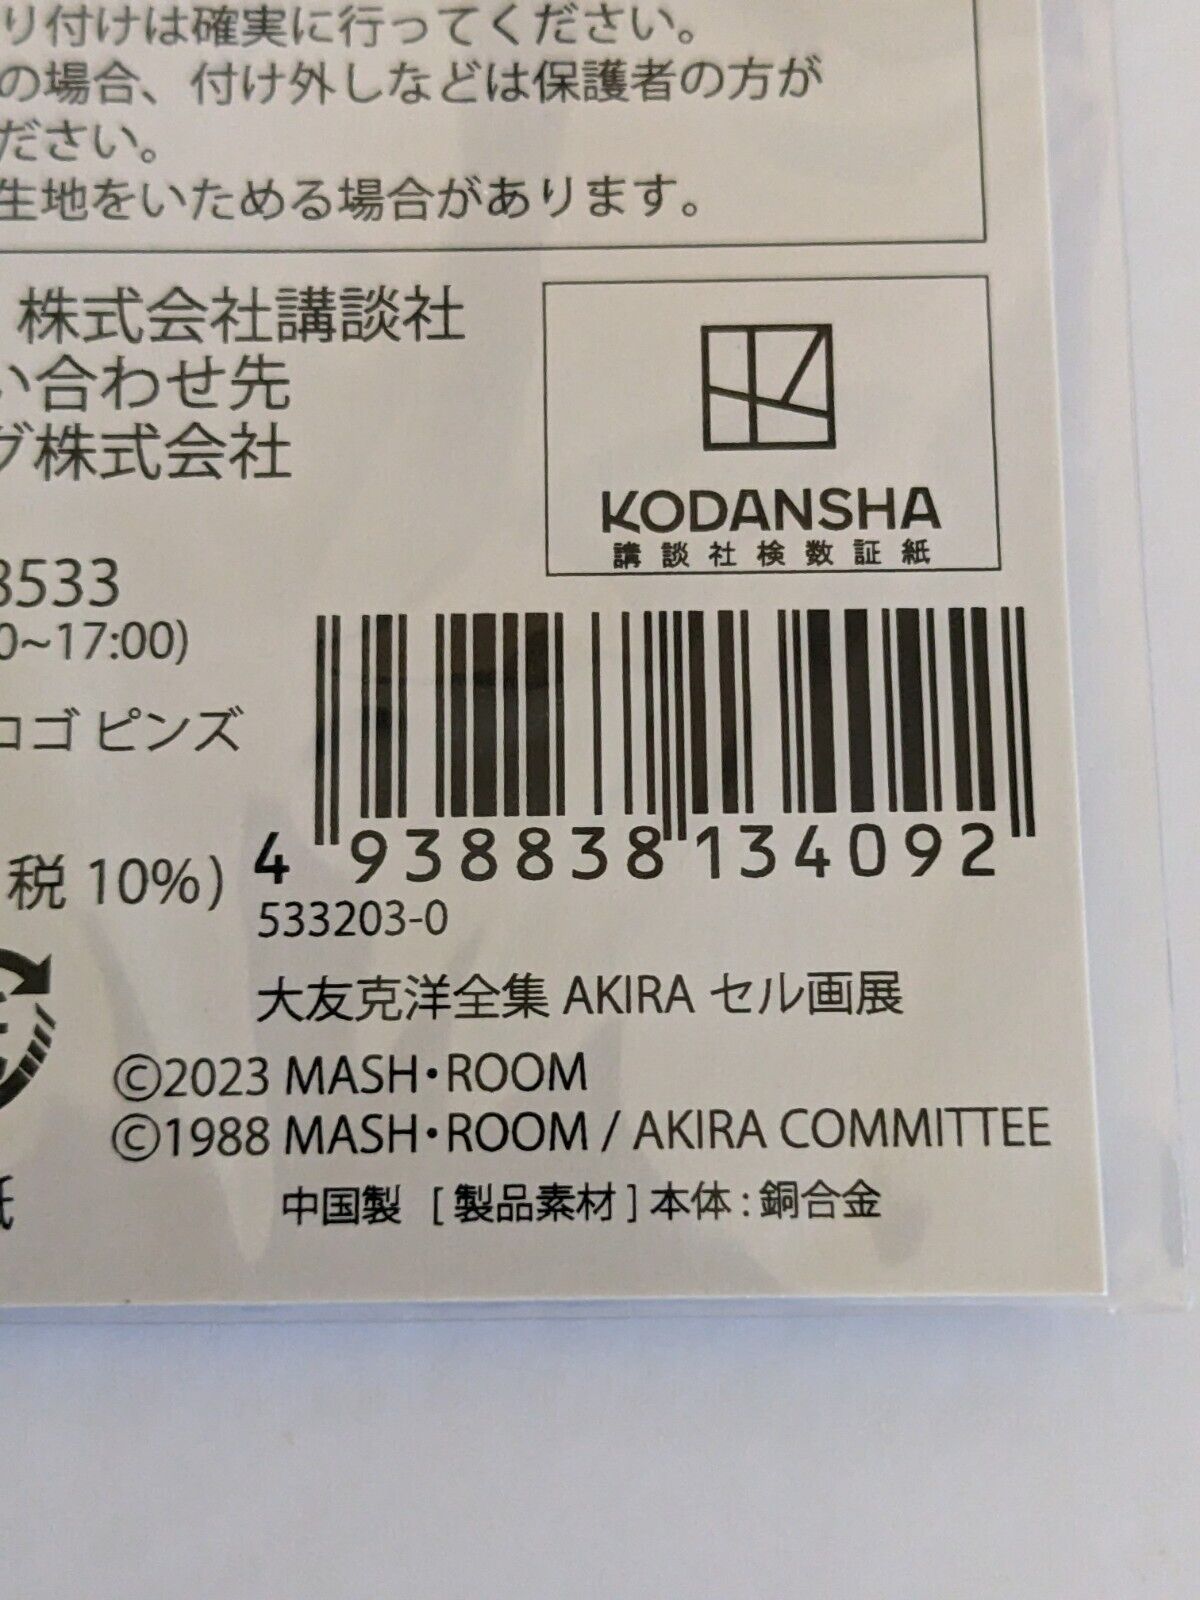 り付けは確実に行ってください。
の場合、付け外しなどは保護者の方が
ださい。
生地をいためる場合があります。
株式会社講談社
い合わせ先
グ株式会社
KODANSHA
講談社検数証紙
8533
0~17:00)
ロゴ ピンズ
税 10%)
4 938838 134092
533203-0
大友克洋全集 AKIRA セル画展
©2023 MASH・ROOM
©1988 MASH・ROOM / AKIRA COMMITTEE
紙
中国製 [ 製品素材 ] 本体 : 銅合金